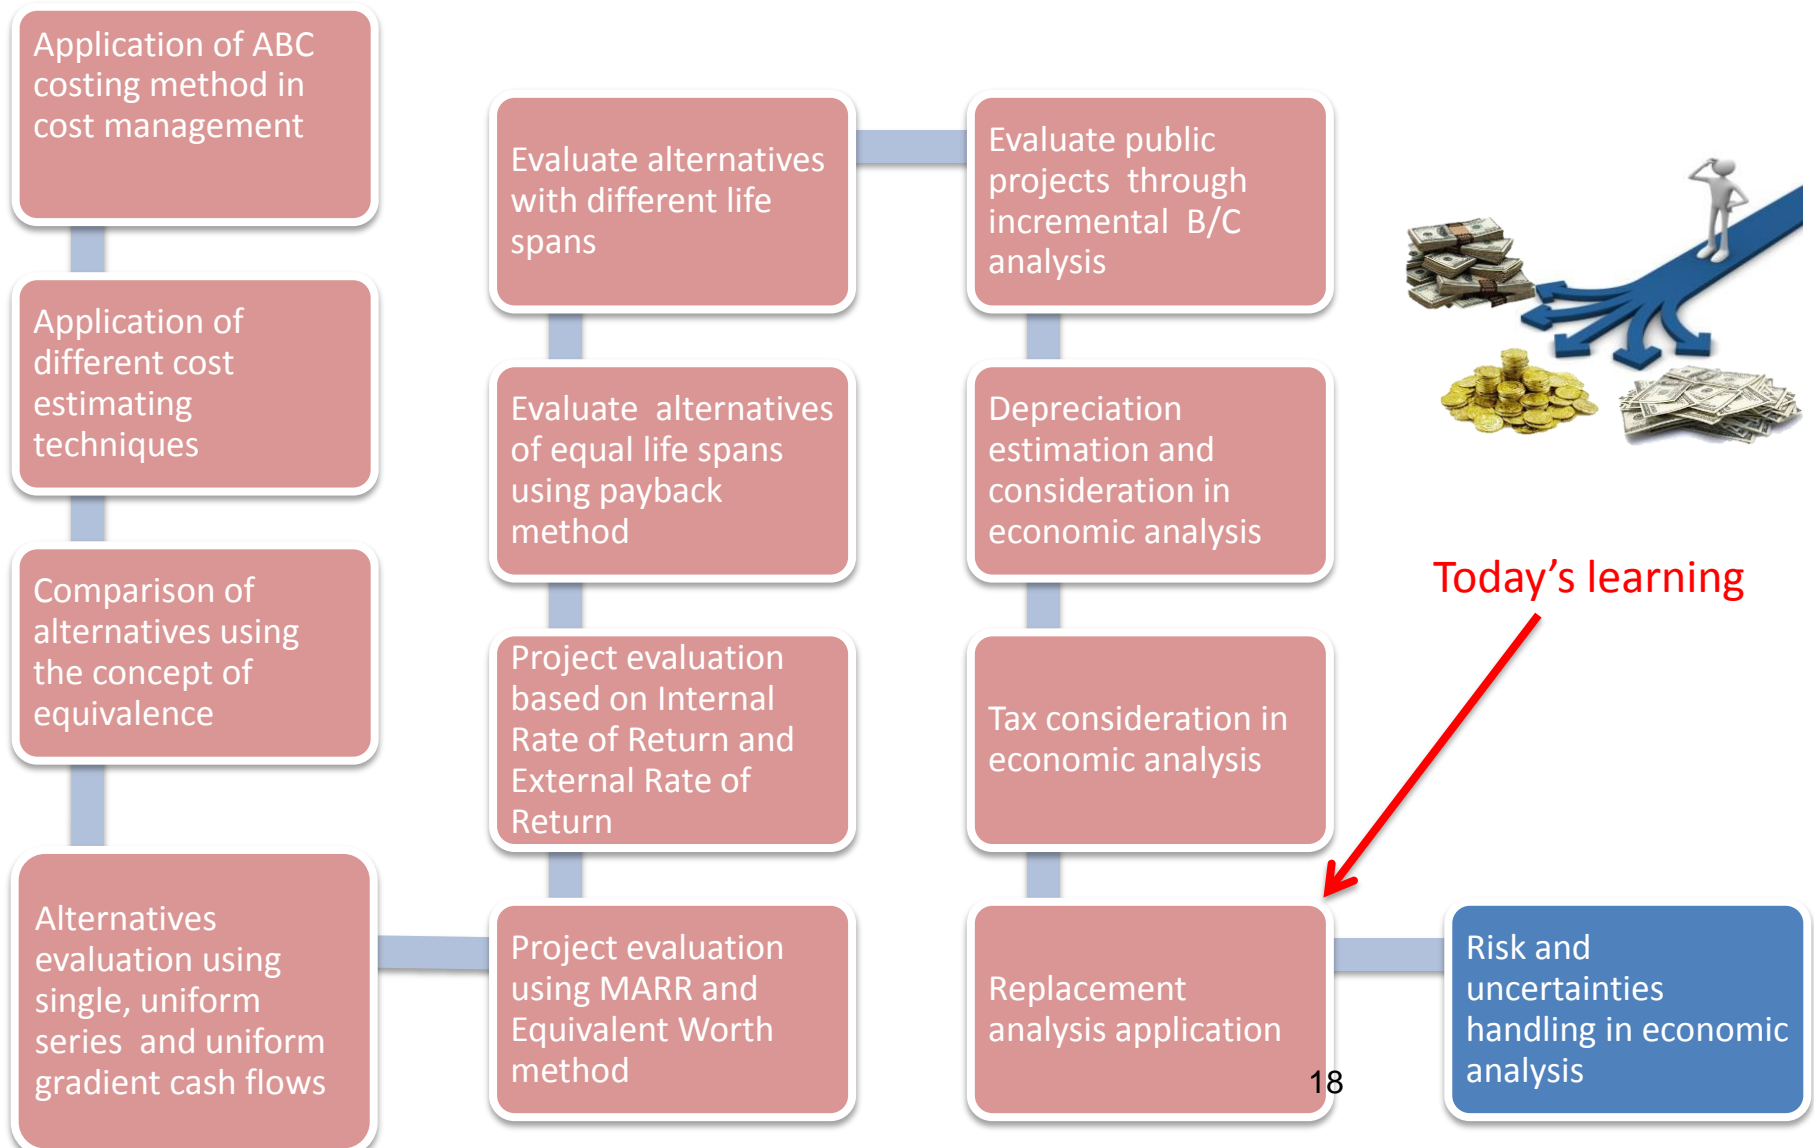 Application of ABC
costing method in
cost management
Application of
different cost
estimating
techniques
Comparison of
alternatives using
the concept of
equivalence
Alternatives
evaluation using
single, uniform
series and uniform
gradient cash flows
Project evaluation
using MARR and
Equivalent Worth
method
Project evaluation
based on Internal
Rate of Return and
External Rate of
Return
Evaluate alternatives
of equal life spans
using payback
method
Evaluate alternatives
with different life
spans
Evaluate public
projects through
incremental B/C
analysis
Depreciation
estimation and
consideration in
economic analysis
Tax consideration in
economic analysis
Replacement
analysis application
Risk and
uncertainties
handling in economic
analysis
Today’s learning
18